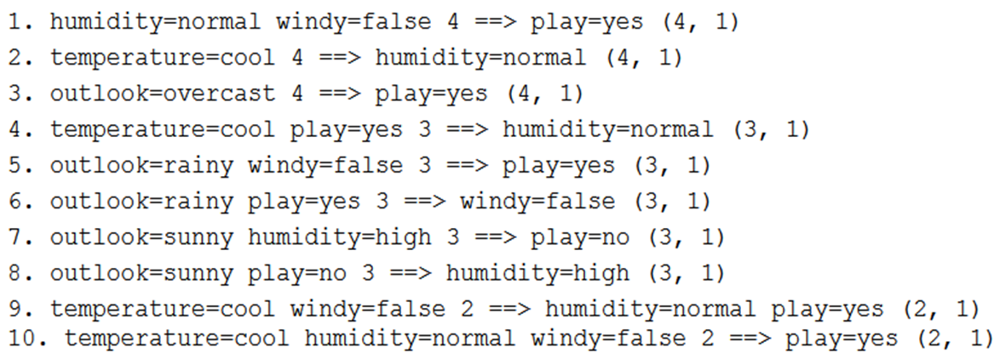 1. humidity=normal windy=false 4 ==> play=yes (4, 1)
2. temperature=cool 4 ==> humidity=normal (4, 1)
3. outlook=overcast 4 ==> play=yes (4, 1)
4. temperature=cool play=yes 3 ==> humidity=normal (3, 1)
5. outlook=rainy windy=false 3 ==> play=yes (3, 1)
6. outlook=rainy play=yes 3 ==> windy=false (3, 1)
7. outlook=sunny humidity=high 3 ==> play=no (3, 1)
8. outlook=sunny play=no 3 ==> humidity=high (3, 1)
9. temperature=cool windy=false 2 ==> humidity=normal play=yes (2, 1)
10. temperature=cool humidity=normal windy=false 2 ==> play=yes (2, 1)